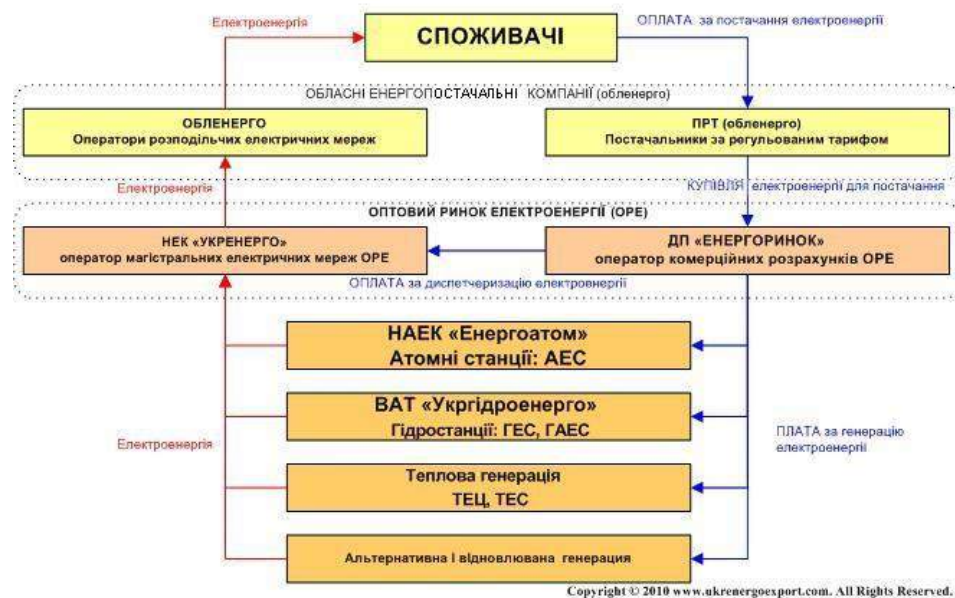 Електроенергія
СПОЖИВАЧІ
ОПЛАТА за постачання електроенергії
ОБЛАСНІ ЕНЕРГОПОСТАЧАЛЬНІ КОМПАНІЇ (обленерго)
ОБЛЕНЕРГО
Оператори розподільчих електричних мереж
ПРТ (обленерго)
Постачальники за регульованим тарифом
Електроенергія
КУПІВЛЯ електроенергії для постачання
ОПТОВИЙ РИНОК ЕЛЕКТРОЕНЕРГІЇ (ОРЕ)
НЕК «УКРЕНЕРГО»
оператор магістральних електричних мереж ОРЕ
ДП «ЕНЕРГОРИНОК»
оператор комерційних розрахунків ОРЕ
ОПЛАТА за диспетчеризацію електроенергії
НАЕК «Енергоатом»
Атомні станції: АЕС
ВАТ «Укргідроенерго»
Гідростанції: ГЕС, ГАЕС
Електроенергія
ПЛАТА за генерацію
електроенергії
Теплова генерація
ТЕЦ, ТЕС
Альтернативна І відновлювана генерация
Copyright © 2010 www.ukrenergoexport.com. All Rights Reserved.